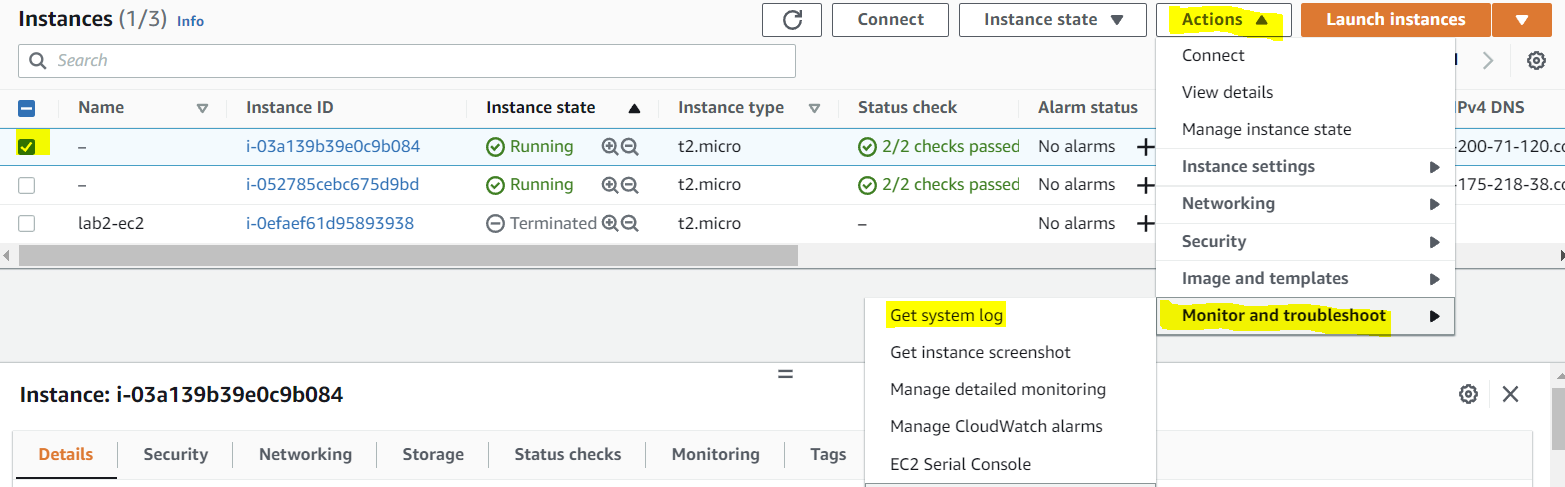 Instances (1/3) Info
Connect
Instance state
Actions
Launch instances
Search
Connect
View details
Manage instance state
Instance settings
Networking
Security
Image and templates
Monitor and troubleshoot
Name Instance ID Instance state Instance type Status check Alarm status IPv4 DNS
– i-03a139b39e0c9b084 Running t2.micro 2/2 checks passed No alarms + -200-71-120.co
– i-052785cebc675d9bd Running t2.micro 2/2 checks passed No alarms + -175-218-38.co
lab2-ec2 i-0efaef61d95893938 Terminated t2.micro – No alarms +
Get system log
Get instance screenshot
Manage detailed monitoring
Manage CloudWatch alarms
EC2 Serial Console
Instance: i-03a139b39e0c9b084
Details Security Networking Storage Status checks Monitoring Tags